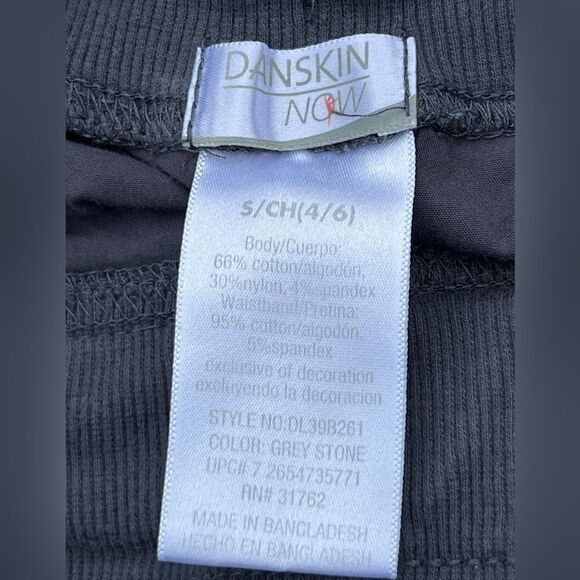 DANSKIN
NOW
S/CH(4/6)
Body/Cuerpo:
66% cotton/algodón,
30%nylon, 4%spandex
Waistband/Pretina:
95% cotton/algodon,
5%spandex
exclusive of decoration
excluyendo la decoracion
STYLE NO:DL39B261
COLOR: GREY STONE
UPC# 7 2654735771
RN# 31762
MADE IN BANGLADESH
HECHO EN BANGLADESH